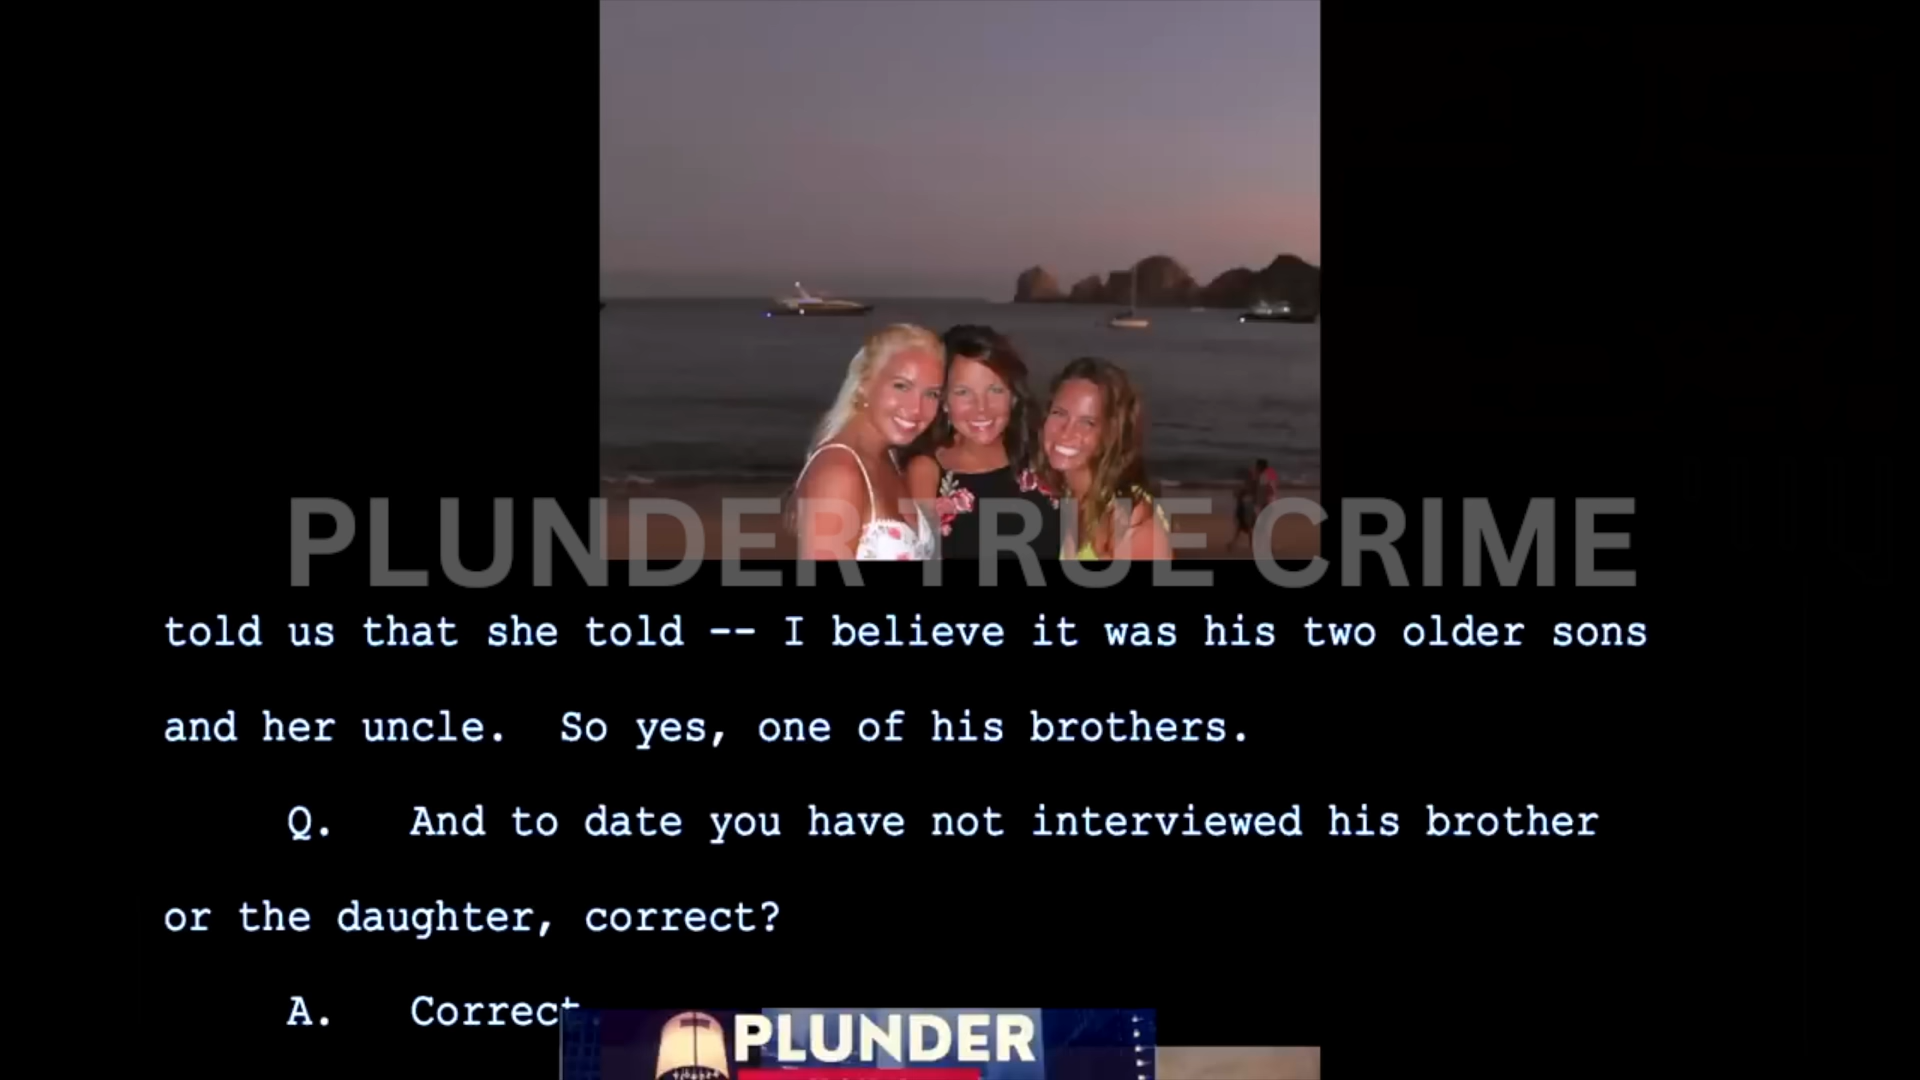 PLUNDER TRUE CRIME
told us that she told -- I believe it was his two older sons
and her uncle.  So yes, one of his brothers.
Q.   And to date you have not interviewed his brother
or the daughter, correct?
A.   Correct
PLUNDER